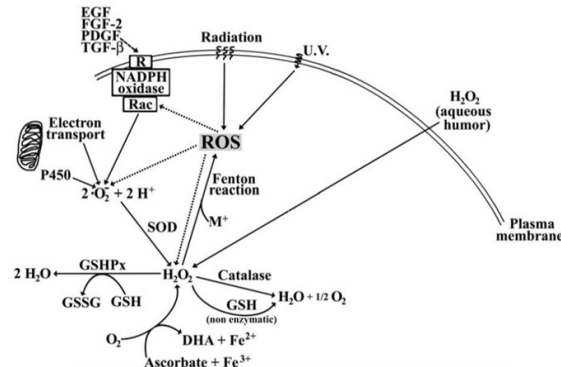 EGF
FGF-2
PDGF
TGF-β
R
NADPH
oxidase
Rac
Radiation
U.V.
H₂O₂
(aqueous
humor)
Electron
transport
P450
ROS
2 ·O₂⁻ + 2 H⁺
Fenton
reaction
M⁺
SOD
Plasma
membrane
2 H₂O
GSHPx
H₂O₂
Catalase
H₂O + 1/2 O₂
GSSG
GSH
GSH
(non enzymatic)
O₂
DHA + Fe²⁺
Ascorbate + Fe³⁺